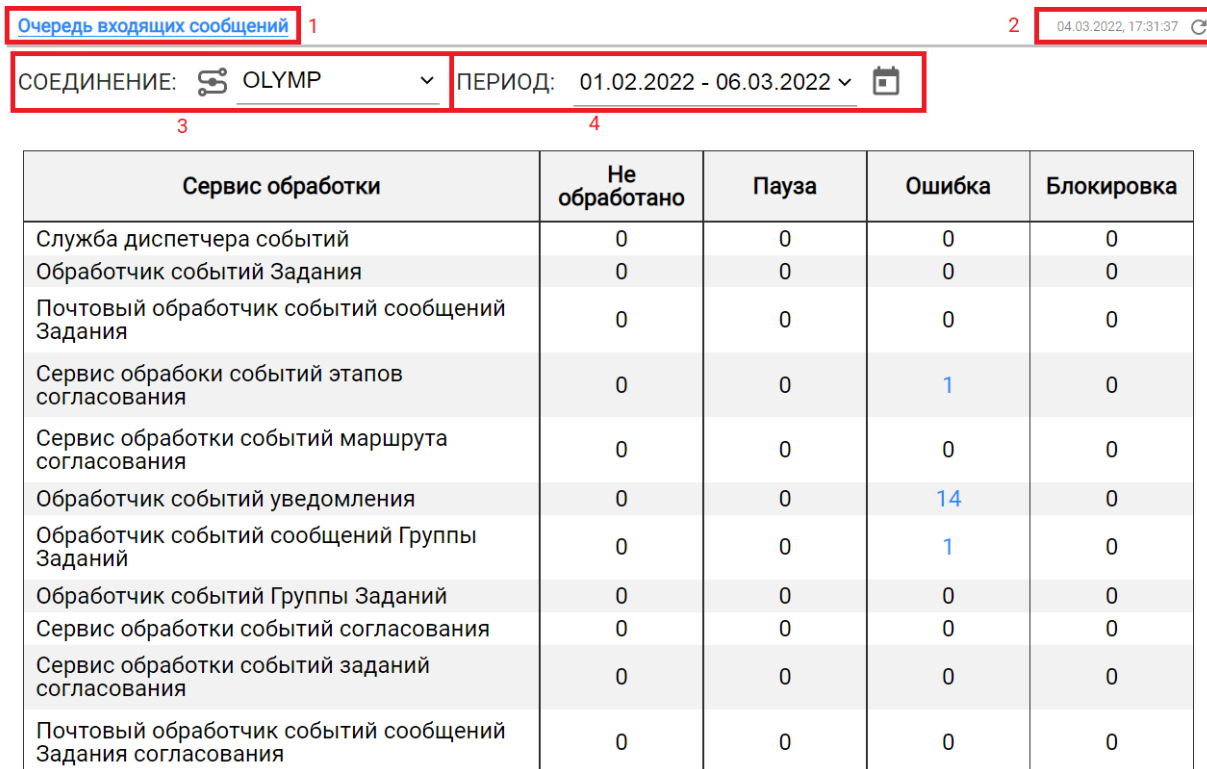 Очередь входящих сообщений 1 2 04.03.2022, 17:31:37
СОЕДИНЕНИЕ: OLYMP ПЕРИОД: 01.02.2022 - 06.03.2022
3 4
Сервис обработки Не обработано Пауза Ошибка Блокировка
Служба диспетчера событий 0 0 0 0
Обработчик событий Задания 0 0 0 0
Почтовый обработчик событий сообщений
Задания 0 0 0 0
Сервис обрабоки событий этапов
согласования 0 0 1 0
Сервис обработки событий маршрута
согласования 0 0 0 0
Обработчик событий уведомления 0 0 14 0
Обработчик событий сообщений Группы
Заданий 0 0 1 0
Обработчик событий Группы Заданий 0 0 0 0
Сервис обработки событий согласования 0 0 0 0
Сервис обработки событий заданий
согласования 0 0 0 0
Почтовый обработчик событий сообщений
Задания согласования 0 0 0 0